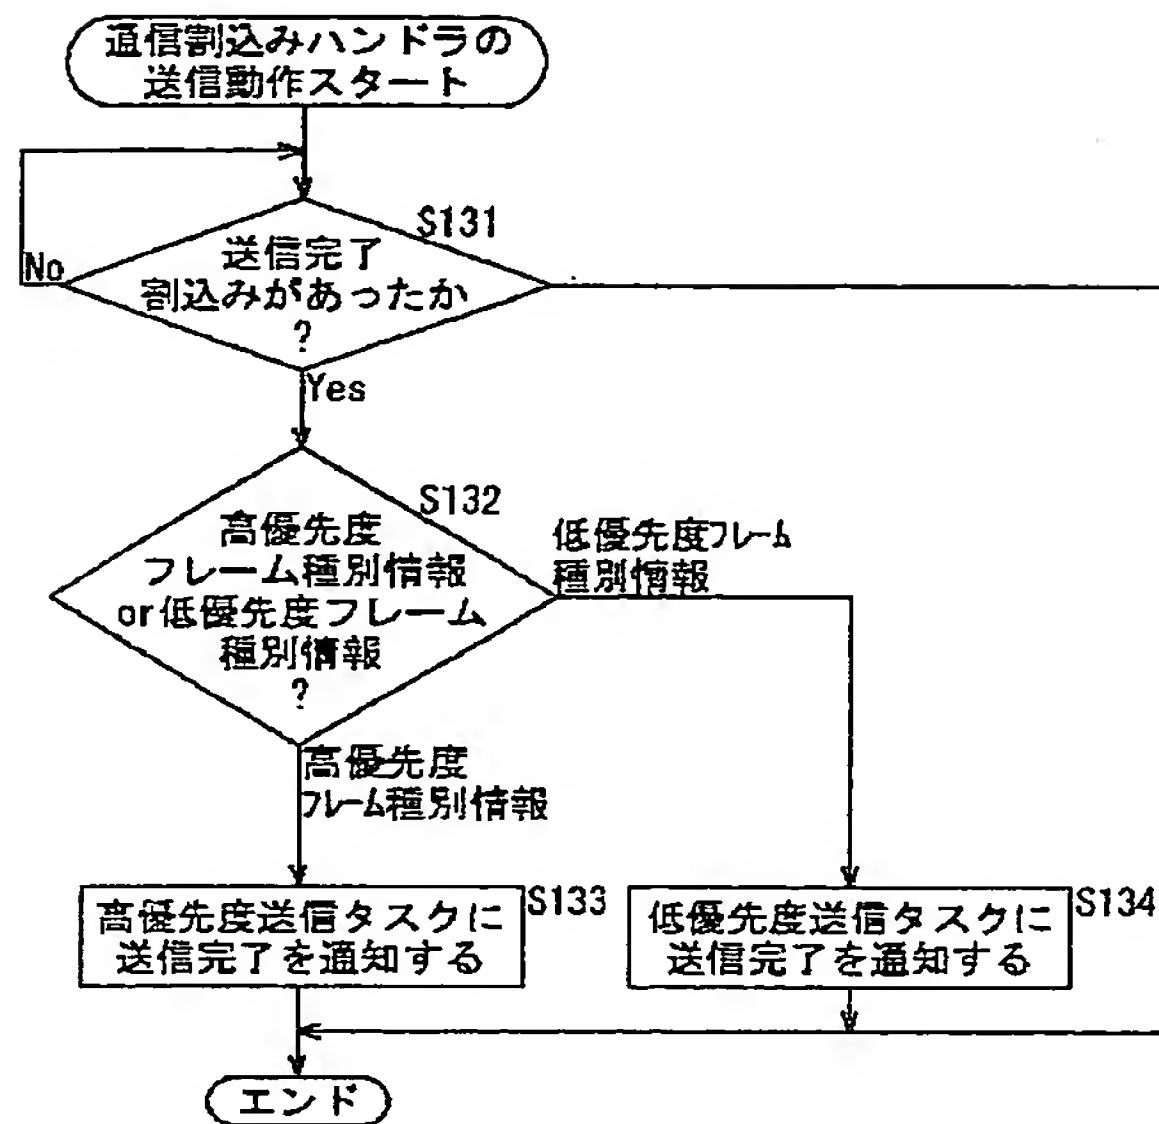 通信割込みハンドラの
送信動作スタート
S131
No
送信完了
割込みがあったか
?
Yes
S132
高優先度
フレーム種別情報
or低優先度フレーム
種別情報
?
低優先度フレーム
種別情報
高優先度
フレーム種別情報
S133
高優先度送信タスクに
送信完了を通知する
S134
低優先度送信タスクに
送信完了を通知する
エンド